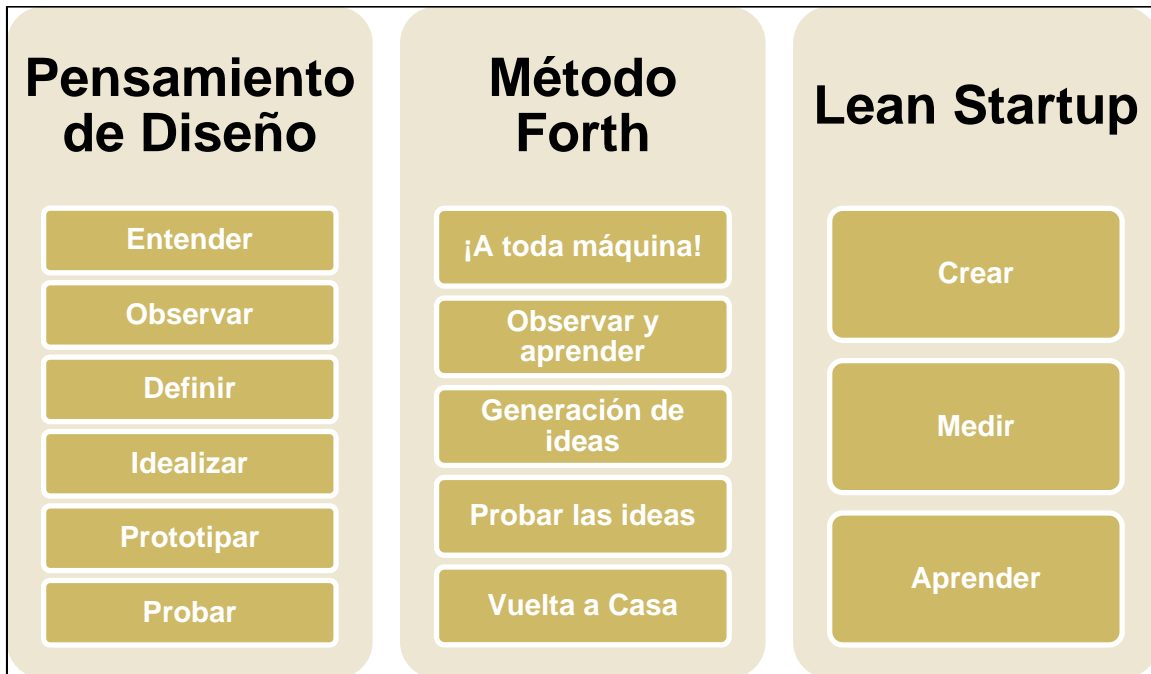 Pensamiento
de Diseño
Entender
Observar
Definir
Idealizar
Prototipar
Probar
Método
Forth
¡A toda máquina!
Observar y
aprender
Generación de
ideas
Probar las ideas
Vuelta a Casa
Lean Startup
Crear
Medir
Aprender